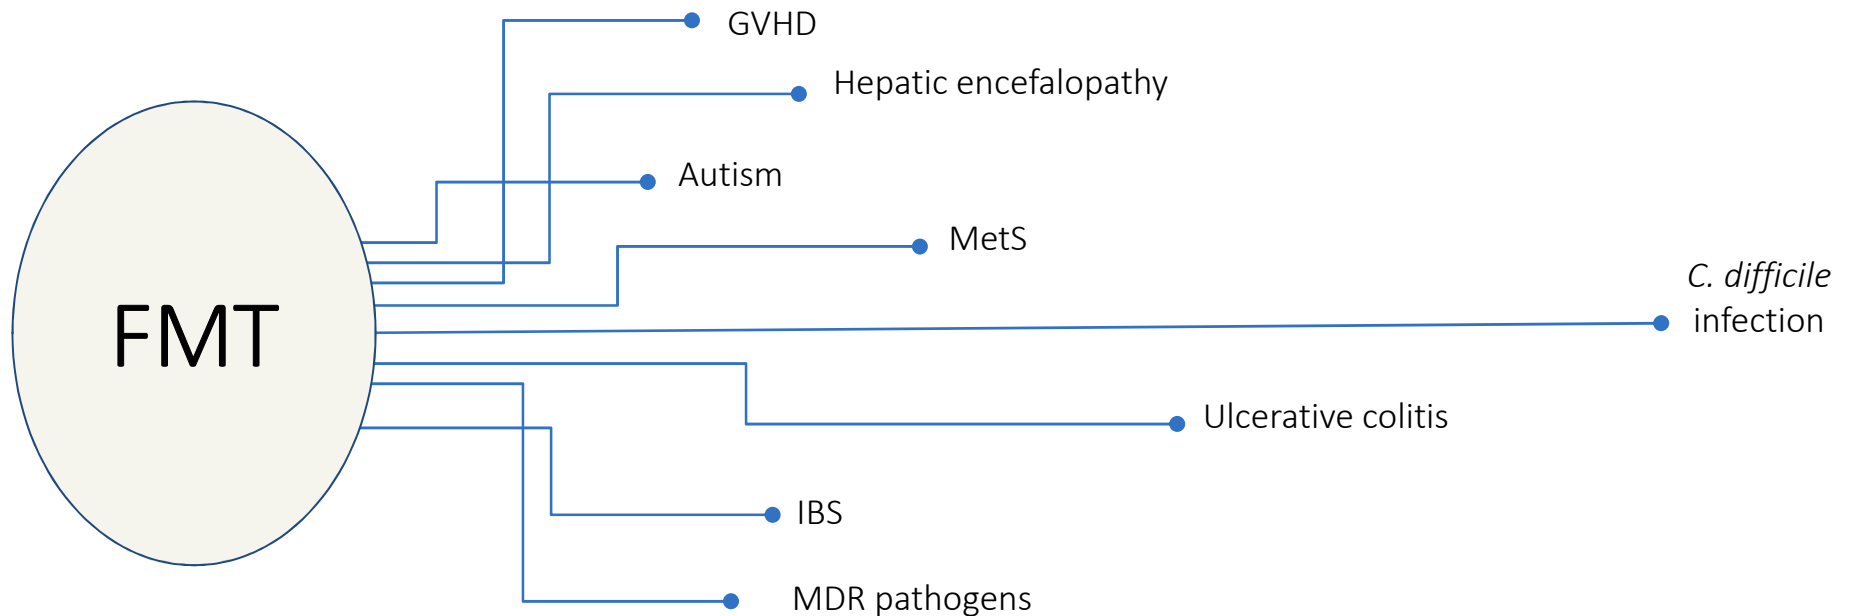 GVHD
Hepatic encefalopathy
Autism
MetS
C. difficile
infection
FMT
Ulcerative colitis
IBS
MDR pathogens